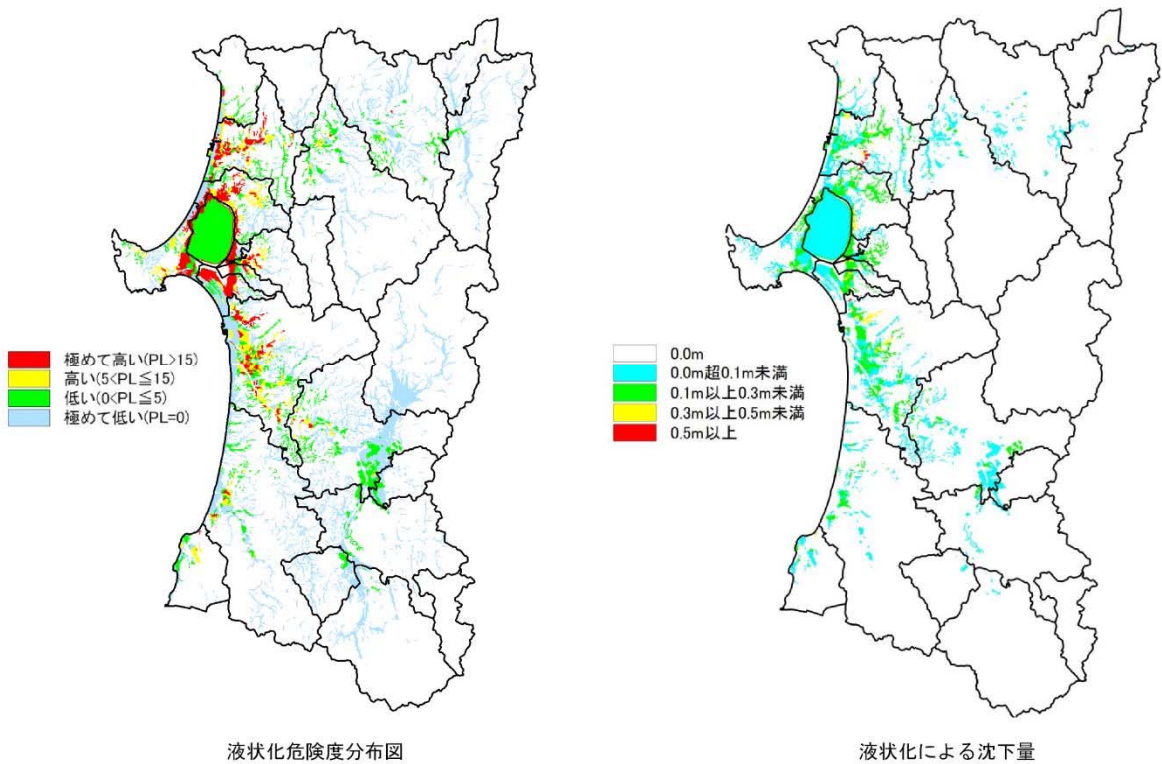 極めて高い(PL>15)
高い(5<PL≦15)
低い(0<PL≦5)
極めて低い(PL=0)
0.0m
0.0m超0.1m未満
0.1m以上0.3m未満
0.3m以上0.5m未満
0.5m以上
液状化危険度分布図
液状化による沈下量